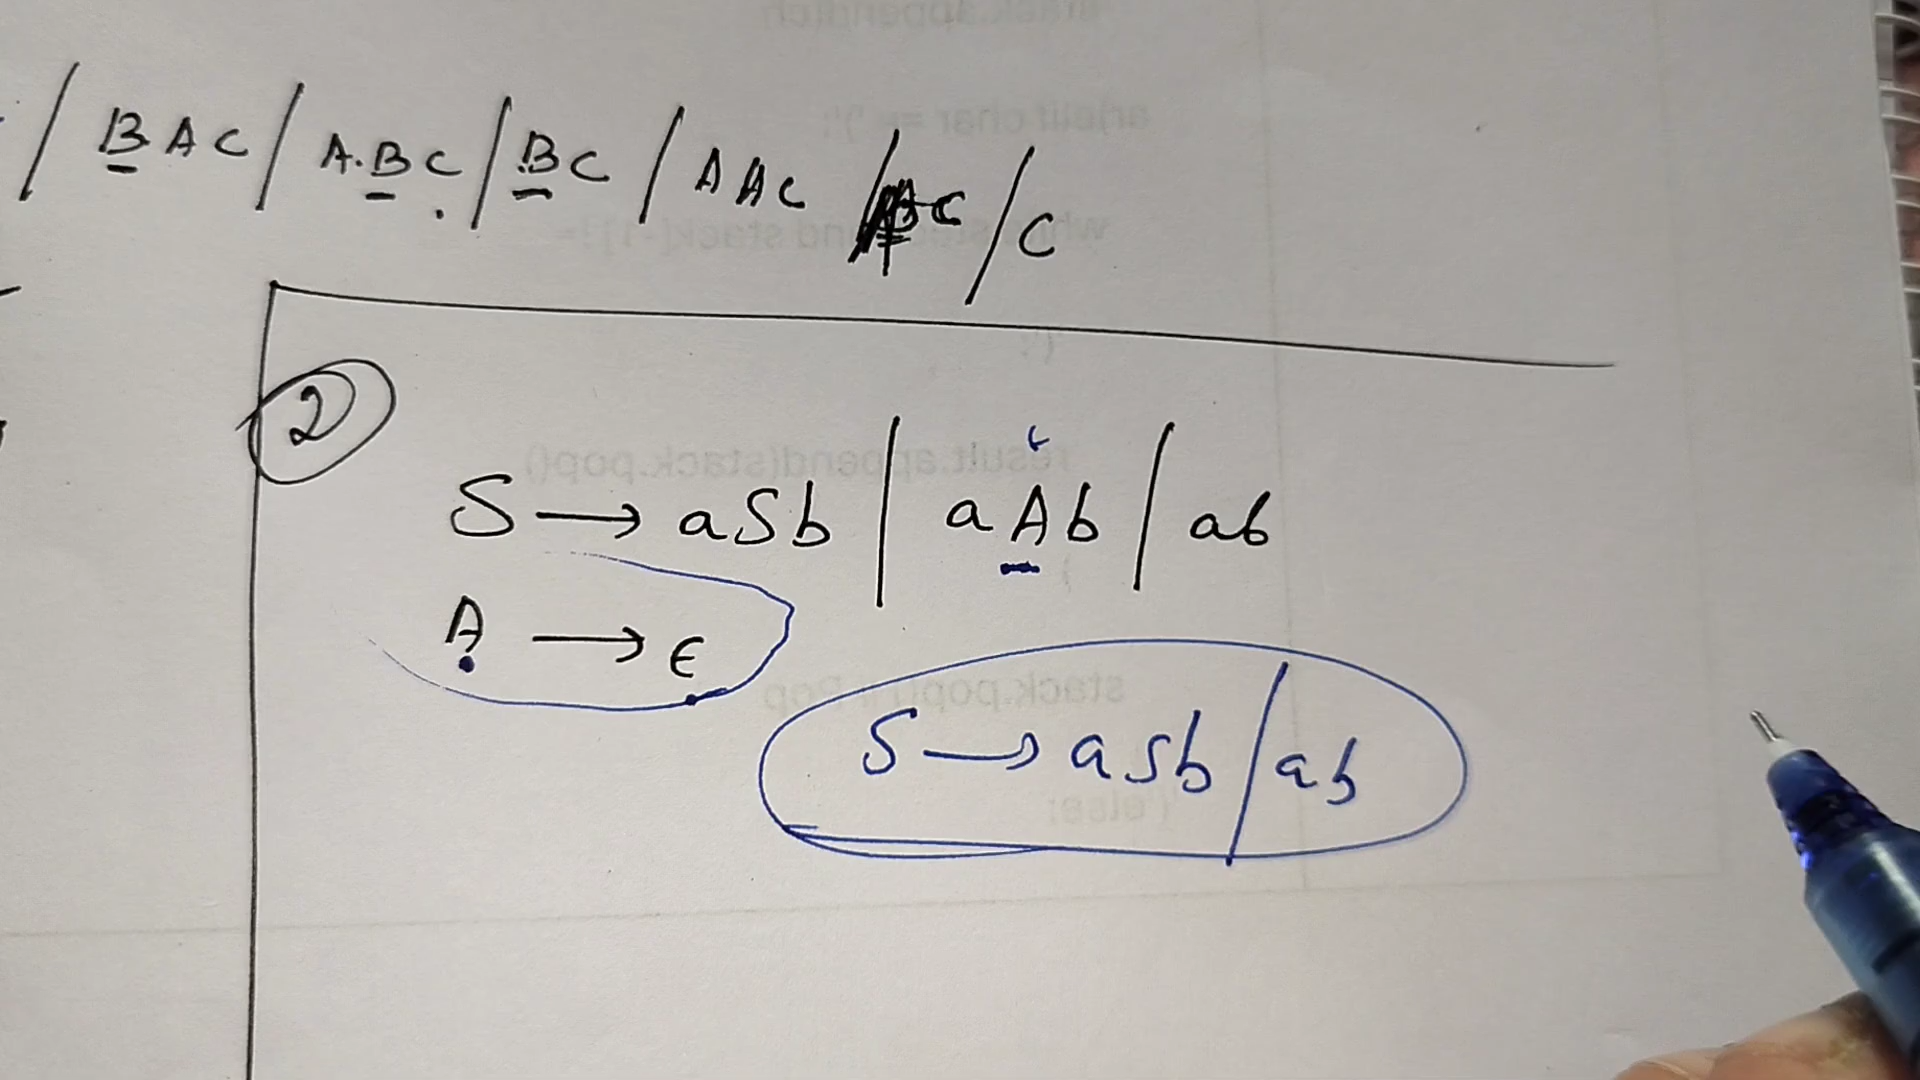 / BAC / A.BC / BC / AAC / C
2
S → aSb | aAb | ab
A → ε
S → asb / ab